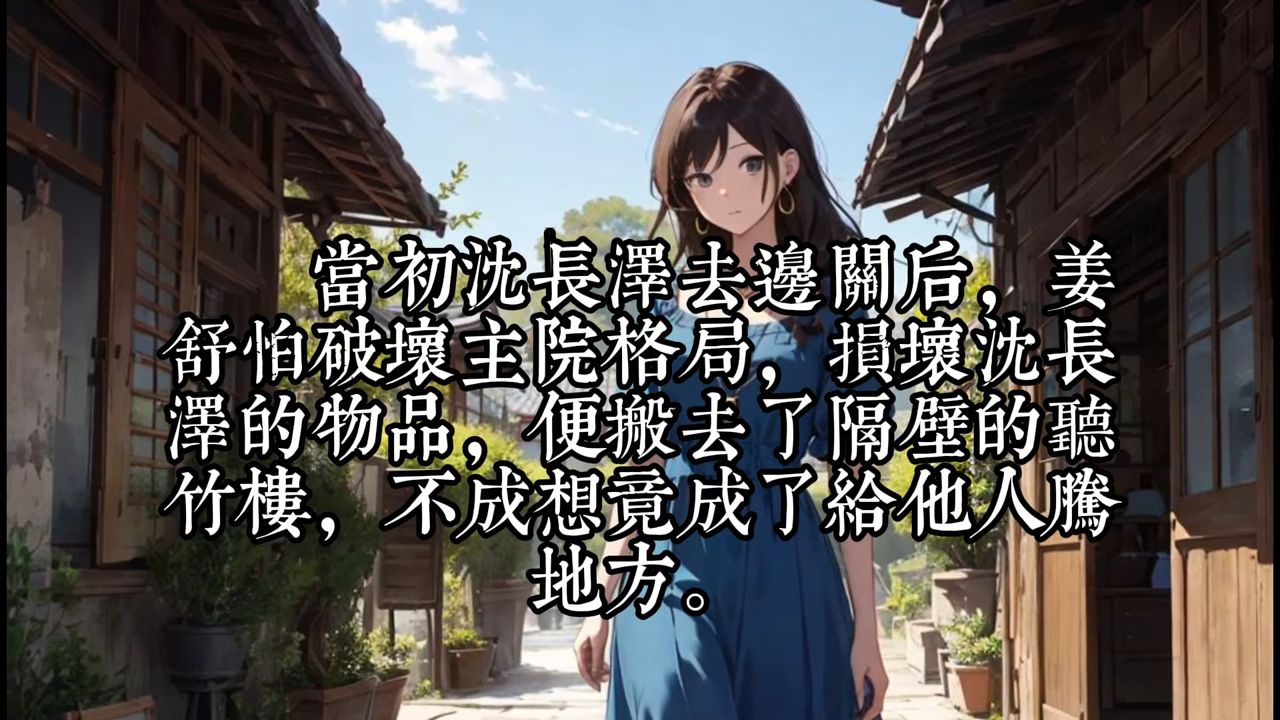 當初沈長澤去邊關后，姜
舒怕破壞主院格局，損壞沈長
澤的物品，便搬去了隔壁的聽
竹樓，不成想竟成了給他人騰
地方。